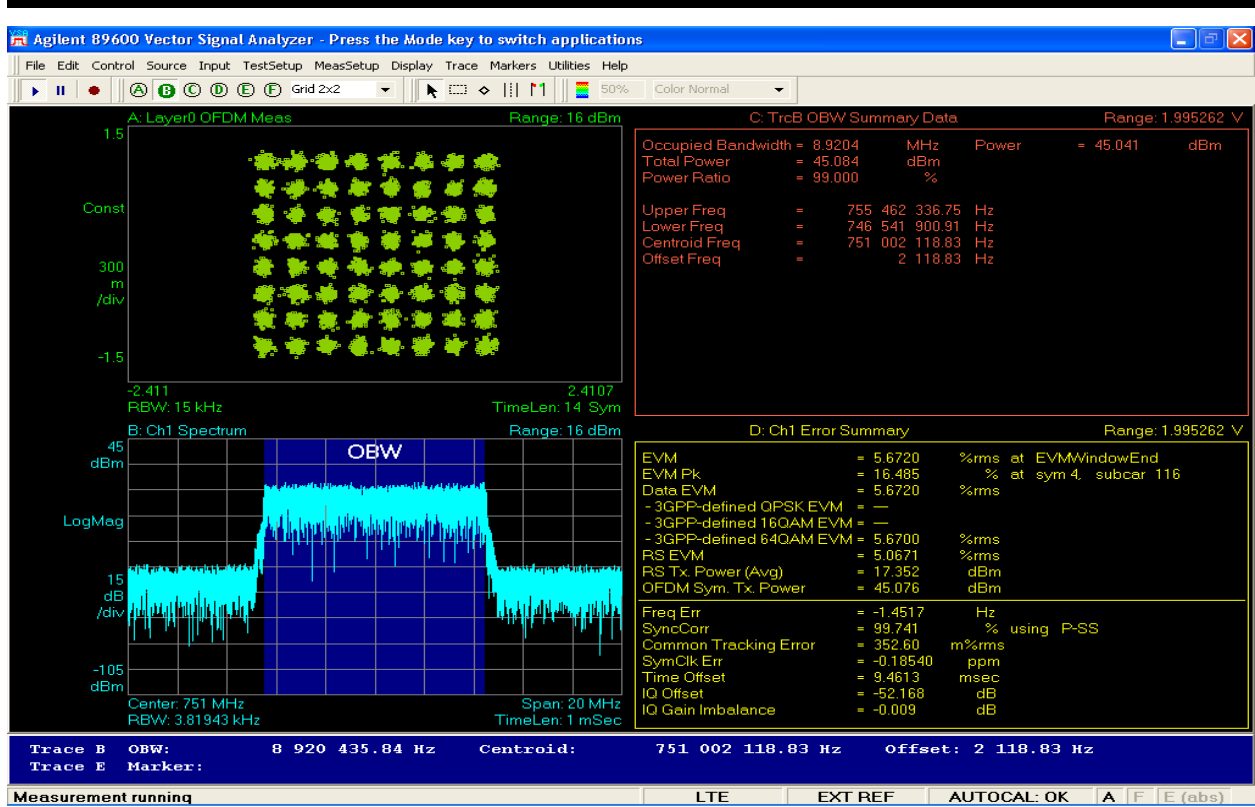 Agilent 89600 Vector Signal Analyzer - Press the Mode key to switch applications
File Edit Control Source Input TestSetup MeasSetup Display Trace Markers Utilities Help
A B C D E F Grid 2x2 50% Color Normal
A: Layer0 OFDM Meas Range: 16 dBm
1.5
Const
300
m
/div
-1.5
-2.411 2.4107
RBW: 15 kHz TimeLen: 14 Sym
C: TrcB OBW Summary Data Range: 1.995262 V
Occupied Bandwidth = 8.9204 MHz Power = 45.041 dBm
Total Power = 45.084 dBm
Power Ratio = 99.000 %
Upper Freq = 755 462 336.75 Hz
Lower Freq = 746 541 900.91 Hz
Centroid Freq = 751 002 118.83 Hz
Offset Freq = 2 118.83 Hz
B: Ch1 Spectrum Range: 16 dBm
45
dBm
OBW
LogMag
15
dB
/div
-105
dBm
Center: 751 MHz Span: 20 MHz
RBW: 3.81943 kHz TimeLen: 1 mSec
D: Ch1 Error Summary Range: 1.995262 V
EVM = 5.6720 %rms at EVMWindowEnd
EVM Pk = 16.485 % at sym 4, subcar 116
Data EVM = 5.6720 %rms
- 3GPP-defined QPSK EVM = —
- 3GPP-defined 16QAM EVM = —
- 3GPP-defined 64QAM EVM = 5.6700 %rms
RS EVM = 5.0671 %rms
RS Tx. Power (Avg) = 17.352 dBm
OFDM Sym. Tx. Power = 45.076 dBm
Freq Err = -1.4517 Hz
SyncCorr = 99.741 % using P-SS
Common Tracking Error = 352.60 m%rms
SymClk Err = -0.18540 ppm
Time Offset = 9.4613 msec
IQ Offset = -52.168 dB
IQ Gain Imbalance = -0.009 dB
Trace B OBW: 8 920 435.84 Hz Centroid: 751 002 118.83 Hz Offset: 2 118.83 Hz
Trace E Marker:
Measurement running LTE EXT REF AUTOCAL: OK A F E (abs)